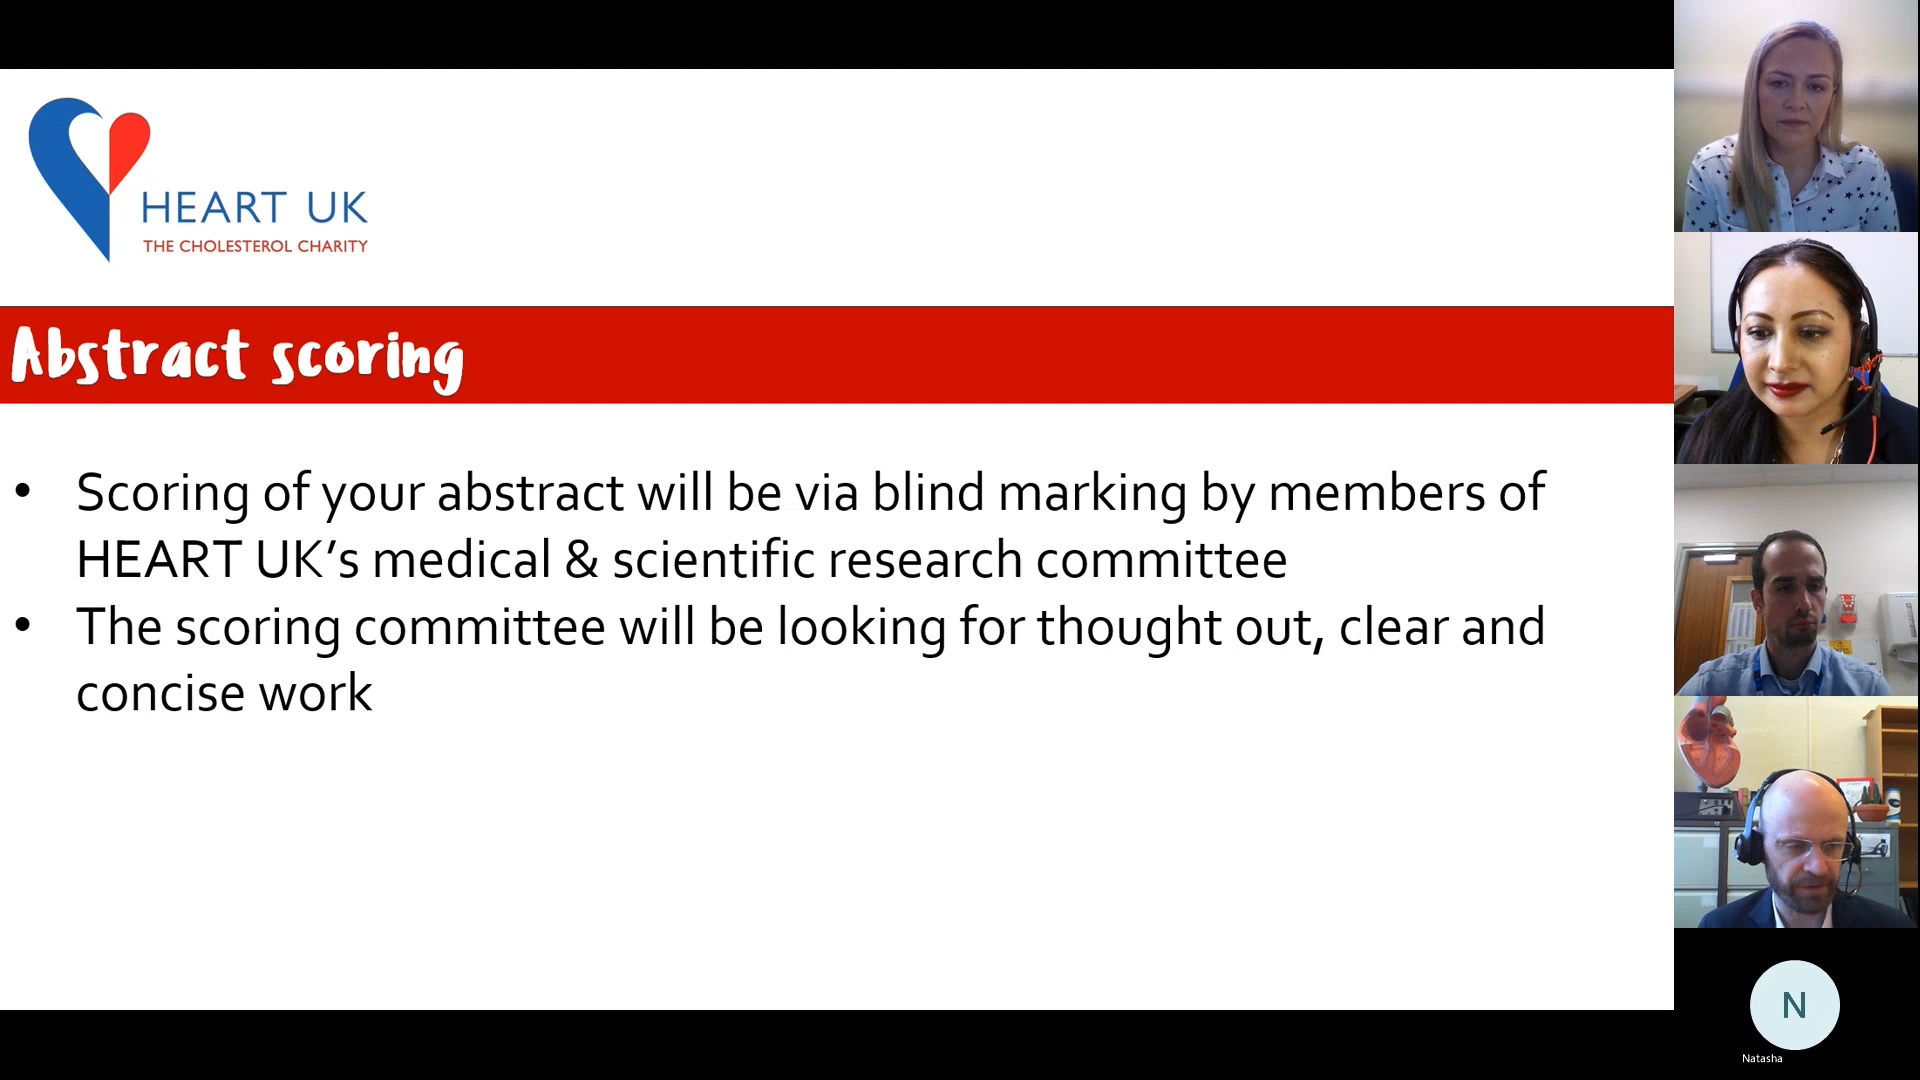 HEART UK
THE CHOLESTEROL CHARITY
Abstract scoring
• Scoring of your abstract will be via blind marking by members of
HEART UK’s medical & scientific research committee
• The scoring committee will be looking for thought out, clear and
concise work
N
Natasha